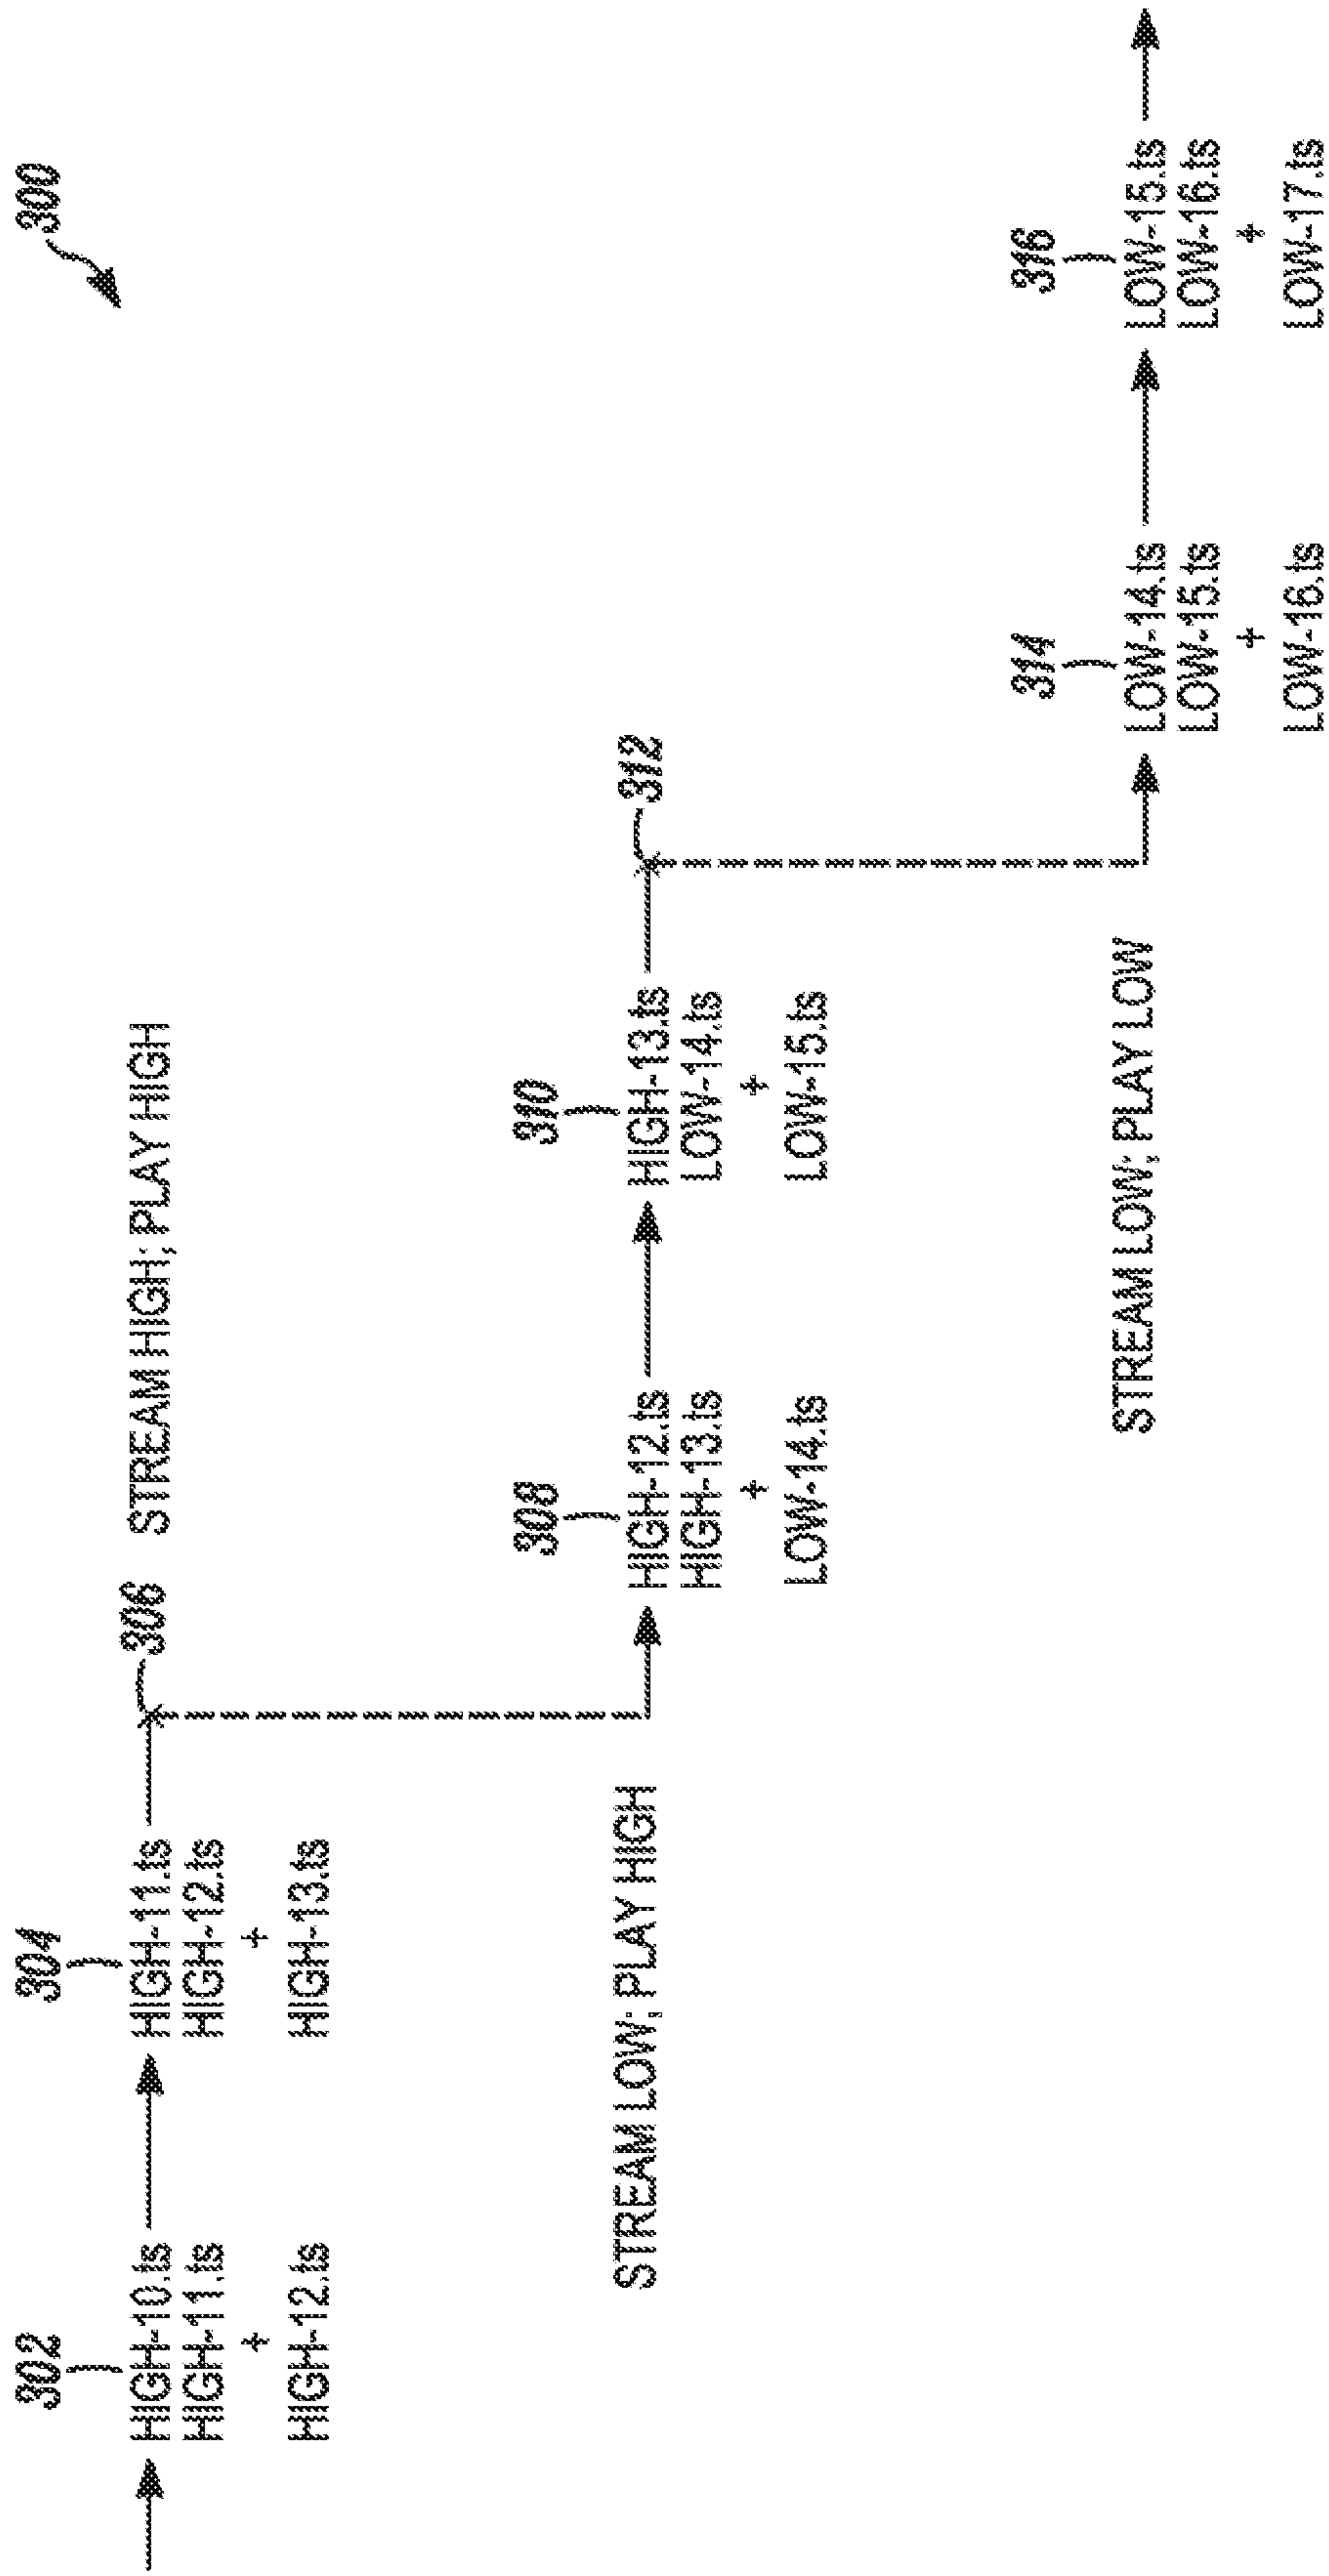 300
302
HIGH-10.ts
HIGH-11.ts
+
HIGH-12.ts
304
HIGH-11.ts
HIGH-12.ts
+
HIGH-13.ts
306
STREAM HIGH; PLAY HIGH
STREAM LOW; PLAY HIGH
308
HIGH-12.ts
HIGH-13.ts
+
LOW-14.ts
310
HIGH-13.ts
LOW-14.ts
+
LOW-15.ts
312
STREAM LOW; PLAY LOW
314
LOW-14.ts
LOW-15.ts
+
LOW-16.ts
316
LOW-15.ts
LOW-16.ts
+
LOW-17.ts